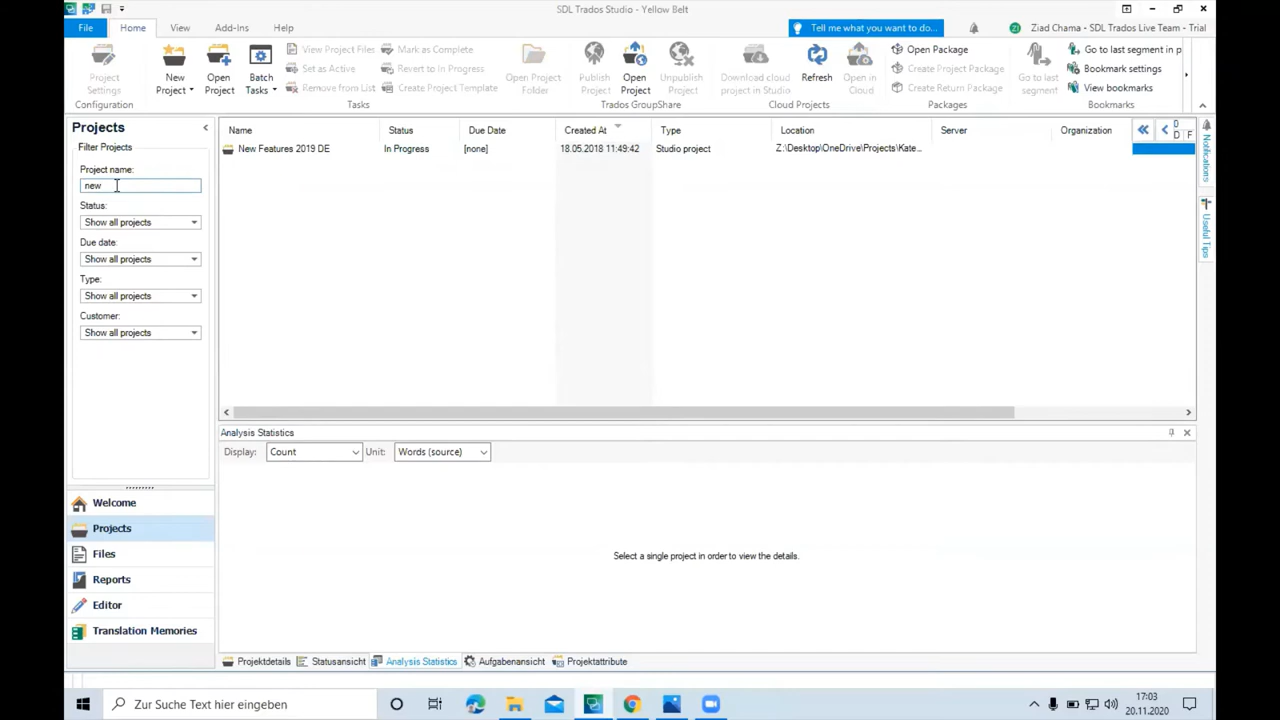 SDL Trados Studio - Yellow Belt
File Home View Add-Ins Help
Tell me what you want to do...
Ziad Chama - SDL Trados Live Team - Trial
Project Settings
Configuration
New Project
Open Project
Batch Tasks
View Project Files
Set as Active
Remove from List
Mark as Complete
Revert to In Progress
Create Project Template
Tasks
Open Project Folder
Publish Project
Open Project
Unpublish Project
Trados GroupShare
Download cloud project in Studio
Refresh
Open in Cloud
Cloud Projects
Open Package
Create Project Package
Create Return Package
Packages
Go to last segment
Go to last segment in p
Bookmark settings
View bookmarks
Bookmarks
Projects
Filter Projects
Project name:
new
Status:
Show all projects
Due date:
Show all projects
Type:
Show all projects
Customer:
Show all projects
Name Status Due Date Created At Type Location Server Organization
New Features 2019 DE In Progress [none] 18.05.2018 11:49:42 Studio project Z:\Desktop\OneDrive\Projects\Kate...
0
D F
Notifications
Useful Tips
Analysis Statistics
Display: Count Unit: Words (source)
Select a single project in order to view the details.
Welcome
Projects
Files
Reports
Editor
Translation Memories
Projektdetails Statusansicht Analysis Statistics Aufgabenansicht Projektattribute
Zur Suche Text hier eingeben
17:03
20.11.2020